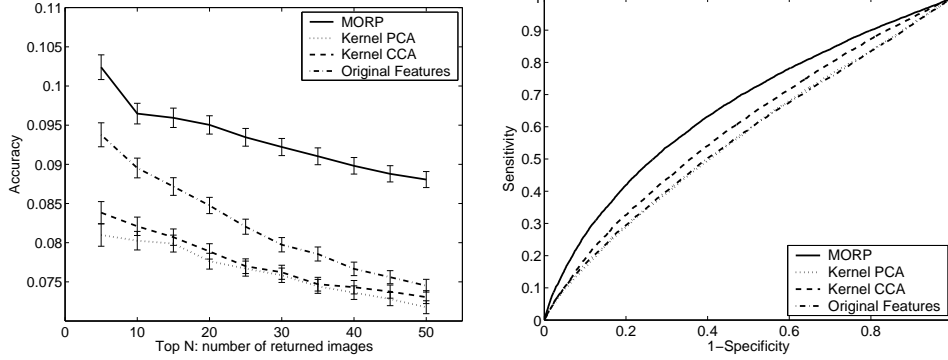 0.11
0.105
0.1
0.095
0.09
0.085
0.08
0.075
0
10
20
30
40
50
Accuracy
Top N: number of returned images
MORP
Kernel PCA
Kernel CCA
Original Features
1
0.9
0.8
0.7
0.6
0.5
0.4
0.3
0.2
0.1
0
0
0.2
0.4
0.6
0.8
Sensitivity
1−Specificity
MORP
Kernel PCA
Kernel CCA
Original Features